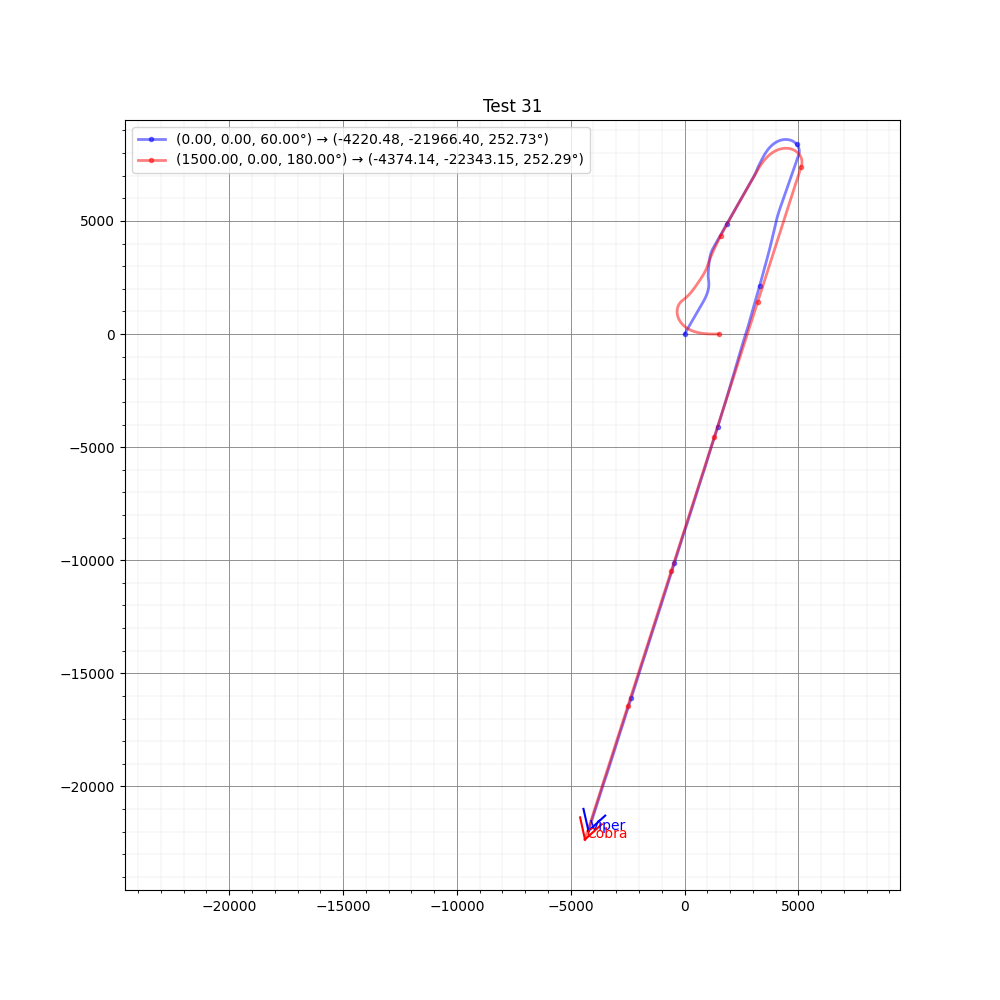 Test 31
(0.00, 0.00, 60.00°) → (-4220.48, -21966.40, 252.73°)
(1500.00, 0.00, 180.00°) → (-4374.14, -22343.15, 252.29°)
5000
0
−5000
−10000
−15000
−20000
Viper
Cobra
−20000
−15000
−10000
−5000
0
5000